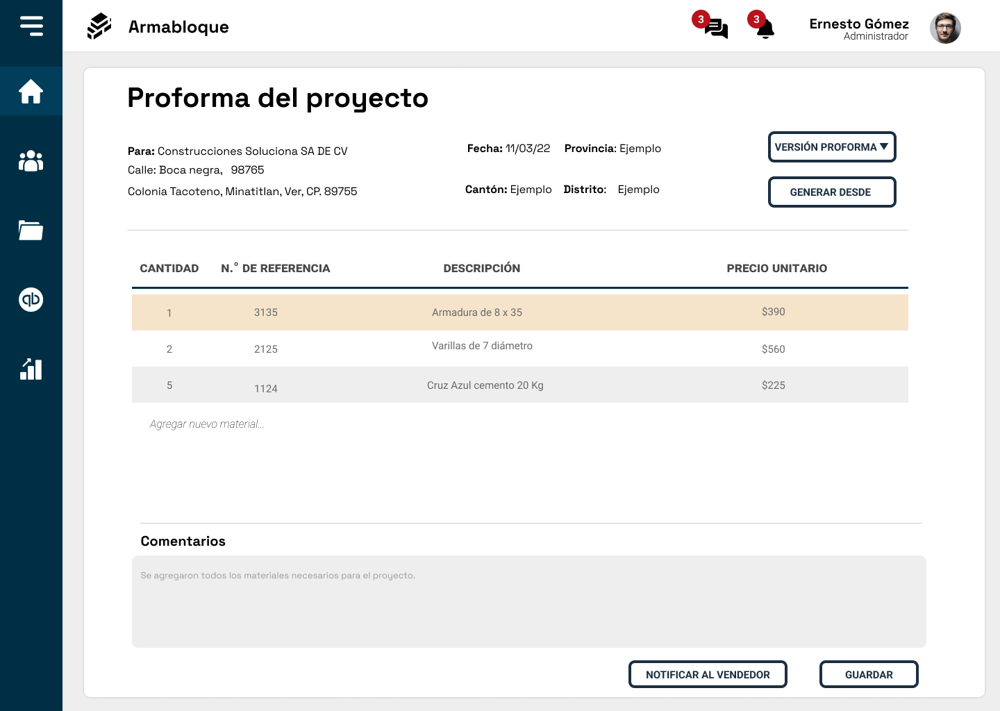 Armabloque
3
3
Ernesto Gómez
Administrador
Proforma del proyecto
Para: Construcciones Soluciona SA DE CV
Calle: Boca negra, 98765
Colonia Tacoteno, Minatitlan, Ver, CP. 89755
Fecha: 11/03/22 Provincia: Ejemplo
Cantón: Ejemplo Distrito: Ejemplo
VERSIÓN PROFORMA
GENERAR DESDE
CANTIDAD N.° DE REFERENCIA DESCRIPCIÓN PRECIO UNITARIO
1 3135 Armadura de 8 x 35 $390
2 2125 Varillas de 7 diámetro $560
5 1124 Cruz Azul cemento 20 Kg $225
Agregar nuevo material...
Comentarios
Se agregaron todos los materiales necesarios para el proyecto.
NOTIFICAR AL VENDEDOR
GUARDAR
qb